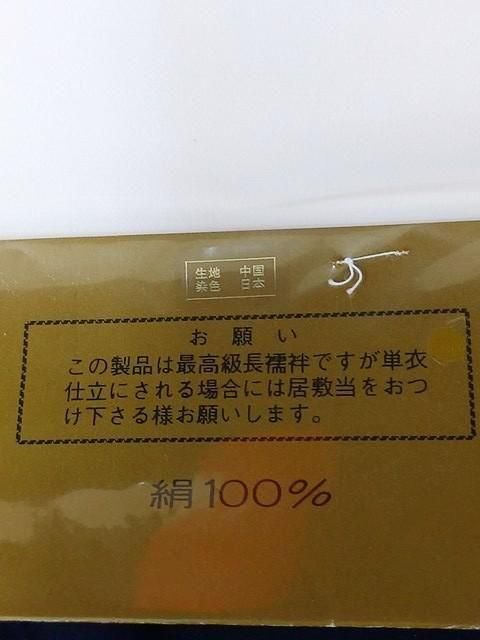 生地 中国
染色 日本
お願い
この製品は最高級長襦袢ですが単衣
仕立にされる場合には居敷当をおつ
け下さる様お願いします。
絹100%